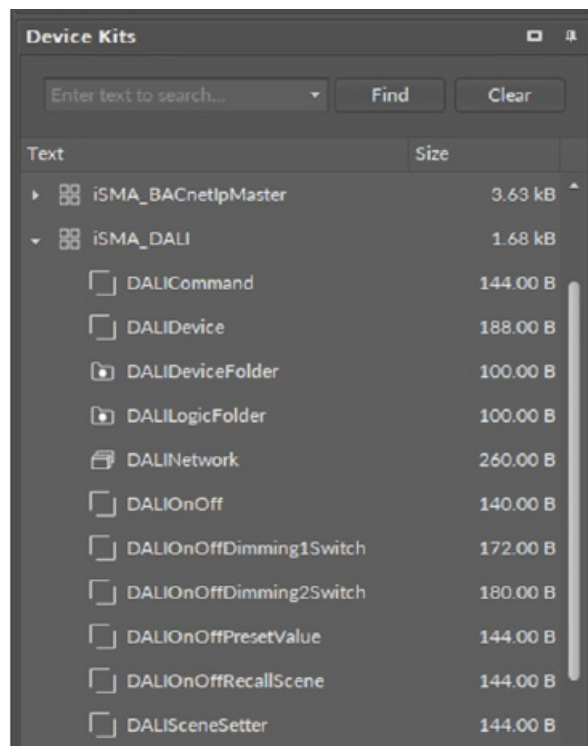 Device Kits
Enter text to search... Find Clear
Text Size
iSMA_BACnetIpMaster 3.63 kB
iSMA_DALI 1.68 kB
DALICommand 144.00 B
DALIDevice 188.00 B
DALIDeviceFolder 100.00 B
DALILogicFolder 100.00 B
DALINetwork 260.00 B
DALIOnOff 140.00 B
DALIOnOffDimming1Switch 172.00 B
DALIOnOffDimming2Switch 180.00 B
DALIOnOffPresetValue 144.00 B
DALIOnOffRecallScene 144.00 B
DALISceneSetter 144.00 B